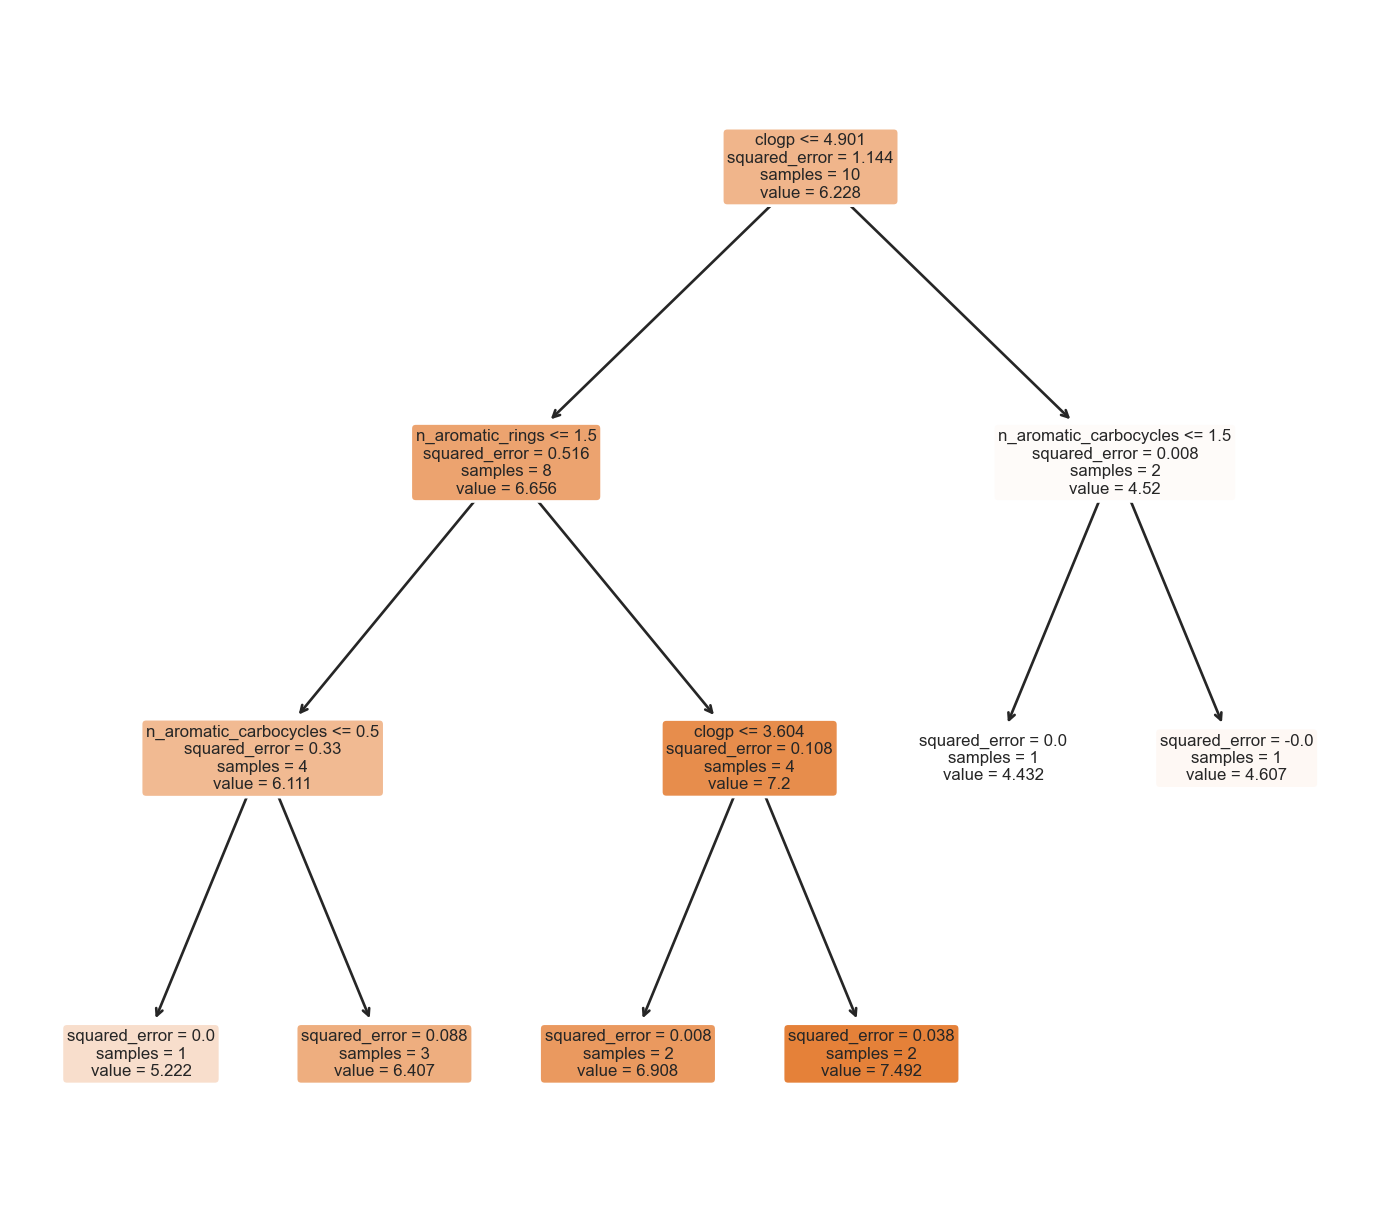 clogp <= 4.901
squared_error = 1.144
samples = 10
value = 6.228
n_aromatic_rings <= 1.5
squared_error = 0.516
samples = 8
value = 6.656
n_aromatic_carbocycles <= 1.5
squared_error = 0.008
samples = 2
value = 4.52
n_aromatic_carbocycles <= 0.5
squared_error = 0.33
samples = 4
value = 6.111
clogp <= 3.604
squared_error = 0.108
samples = 4
value = 7.2
squared_error = 0.0
samples = 1
value = 4.432
squared_error = -0.0
samples = 1
value = 4.607
squared_error = 0.0
samples = 1
value = 5.222
squared_error = 0.088
samples = 3
value = 6.407
squared_error = 0.008
samples = 2
value = 6.908
squared_error = 0.038
samples = 2
value = 7.492